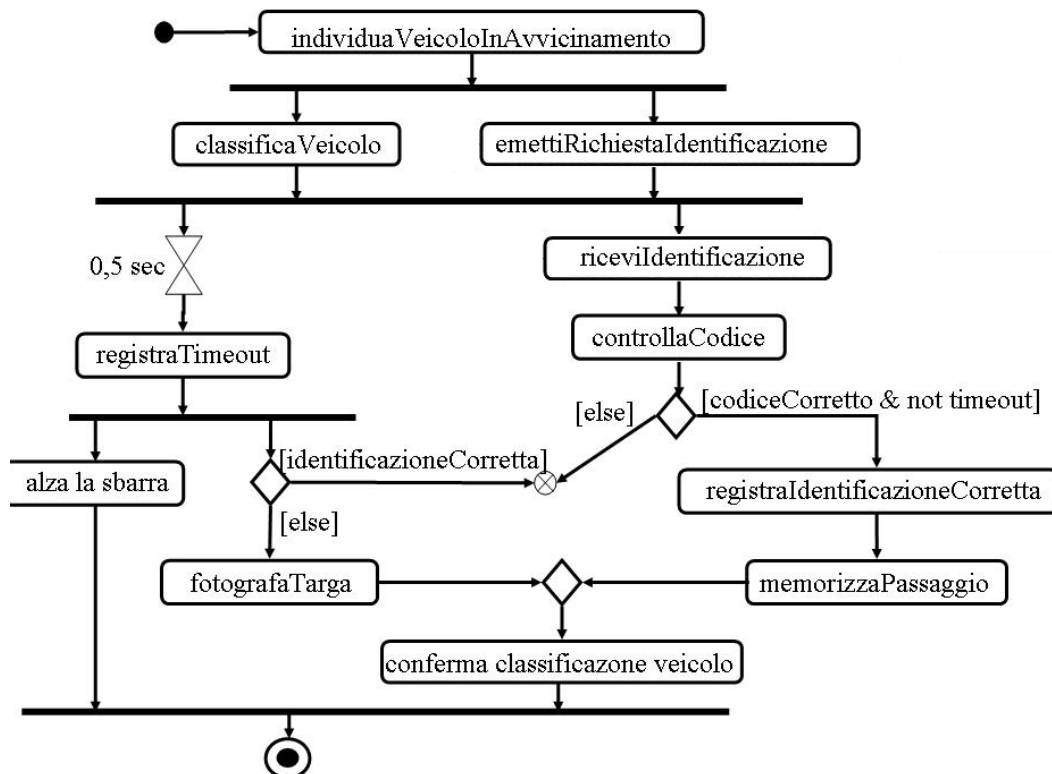 individuaVeicoloInAvvicinamento
classificaVeicolo
emettiRichiestaIdentificazione
0,5 sec
riceviIdentificazione
registraTimeout
controllaCodice
[else]
[codiceCorretto & not timeout]
[identificazioneCorretta]
alza la sbarra
registraIdentificazioneCorretta
[else]
fotografaTarga
memorizzaPassaggio
conferma classificazone veicolo